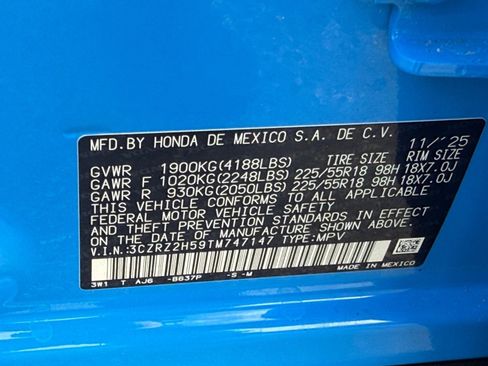 MFD.BY HONDA DE MEXICO S.A. DE C.V. 11/'25
GVWR 1900KG(4188LBS) TIRE SIZE RIM SIZE
GAWR F 1020KG(2248LBS) 225/55R18 98H 18X7.0J
GAWR R 930KG(2050LBS) 225/55R18 98H 18X7.0J
THIS VEHICLE CONFORMS TO ALL APPLICABLE
FEDERAL MOTOR VEHICLE SAFETY AND THEFT
PREVENTION STANDARDS IN EFFECT ON THE
DATE OF MANUFACTURE SHOWN ABOVE.
V.I.N.:3CZRZ2H59TM747147 TYPE:MPV
3W1 T AJ6 -B637P -S -M MADE IN MEXICO